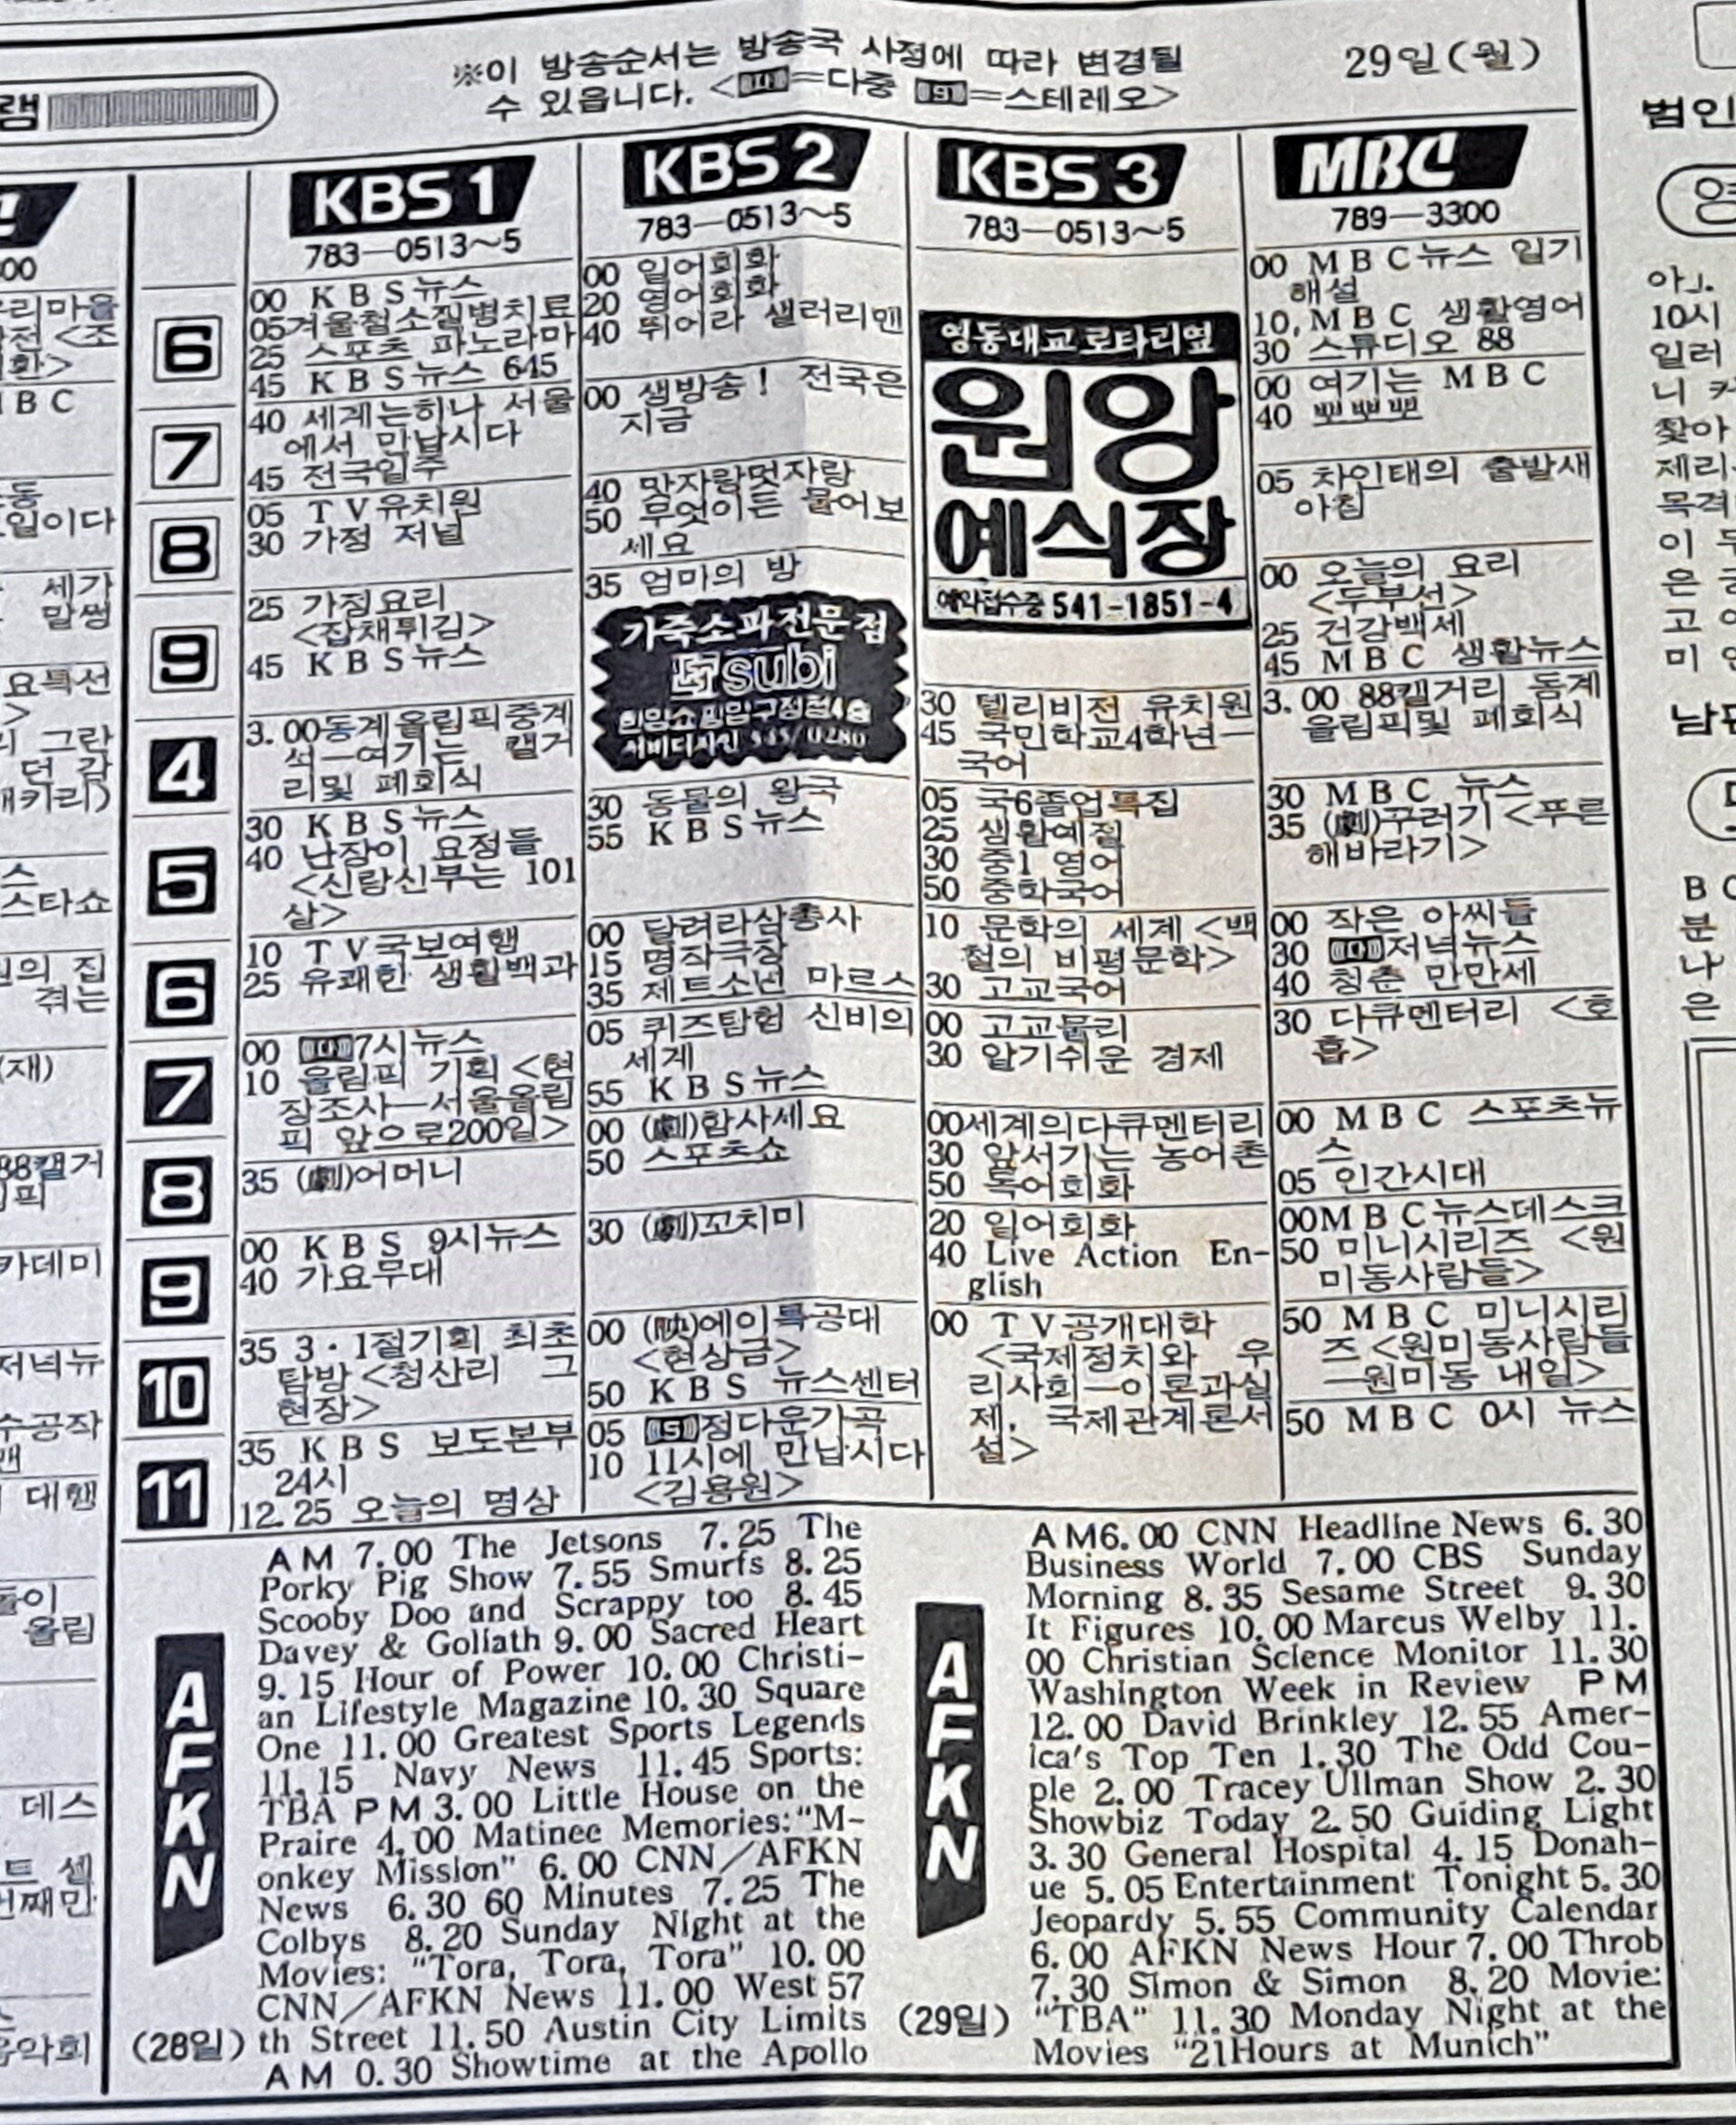 ※이 방송순서는 방송국 사정에 따라 변경될
수 있읍니다. < =다중 S =스테레오>
29일(월)
램
KBS 1
783—0513~5
00 KBS뉴스
05겨울철소질병치료
25 스포츠 파노라마
45 KBS뉴스 645
40 세계는하나 서울
에서 만납시다
45 전국일주
05 TV유치원
30 가정 저널
25 가정요리
<잡채튀김>
45 KBS뉴스
3. 00동계올림픽중계
석—여기는 캘거
리및 폐회식
30 KBS뉴스
40 난장이 요정들
<신랑신부는 101
살>
10 TV국보여행
25 유쾌한 생활백과
00 7시뉴스
10 올림픽 기획<현
장조사—서울올림
픽 앞으로200일>
35 (劇)어머니
00 KBS 9시뉴스
40 가요무대
35 3·1절기획 최초
탐방<청산리 그
현장>
35 KBS 보도본부
24시
12.25 오늘의 명상
KBS 2
783—0513~5
00 일어회화
20 영어회화
40 뛰어라 샐러리맨
00 생방송! 전국은
지금
40 맛자랑멋자랑
50 무엇이든 물어보
세요
35 엄마의 방
가죽소파전문점
subi
30 동물의 왕국
55 KBS뉴스
00 달려라삼총사
15 명작극장
35 제트소년 마르스
05 퀴즈탐험 신비의
세계
55 KBS뉴스
00 (劇)합사세요
50 스포츠쇼
30 (劇)꼬치미
00 (映)에이특공대
<현상금>
50 KBS 뉴스센터
05 S정다운가곡
10 11시에 만납시다
<김용원>
KBS 3
783—0513~5
영동대교로타리옆
원앙
예식장
예약접수중 541-1851-4
30 텔리비전 유치원
45 국민학교4학년—
국어
05 국6졸업특집
25 생활예절
30 중1 영어
50 중학국어
10 문학의 세계<백
철의 비평문학>
30 고교국어
00 고교물리
30 알기쉬운 경제
00세계의다큐멘터리
30 앞서가는 농어촌
50 독어회화
20 일어회화
40 Live Action En-
glish
00 TV공개대학
<국제정치와 우
리사회—이론과실
제, 국제관계론서
설>
MBC
789—3300
00 MBC뉴스 일기
해설
10, MBC 생활영어
30 스튜디오 88
00 여기는 MBC
40 뽀뽀뽀
05 차인태의 출발새
아침
00 오늘의 요리
<두부선>
25 건강백세
45 MBC 생활뉴스
3. 00 88캘거리 동계
올림픽및 폐회식
30 MBC 뉴스
35 (劇)꾸러기<푸른
해바라기>
00 작은 아씨들
30 저녁뉴스
40 청춘 만만세
30 다큐멘터리 <호
흡>
00 MBC 스포츠뉴
스
05 인간시대
00MBC뉴스데스크
50 미니시리즈 <원
미동사람들>
50 MBC 미니시리
즈<원미동사람들
—원미동 내일>
50 MBC 0시 뉴스
6
7
8
9
4
5
6
7
8
9
10
11
AFKN
(28일)
AM 7.00 The Jetsons 7.25 The
Porky Pig Show 7.55 Smurfs 8.25
Scooby Doo and Scrappy too 8.45
Davey & Goliath 9.00 Sacred Heart
9.15 Hour of Power 10.00 Christi-
an Lifestyle Magazine 10.30 Square
One 11.00 Greatest Sports Legends
11.15 Navy News 11.45 Sports:
TBA PM 3.00 Little House on the
Praire 4.00 Matinee Memories:"M-
onkey Mission" 6.00 CNN/AFKN
News 6.30 60 Minutes 7.25 The
Colbys 8.20 Sunday Night at the
Movies: "Tora, Tora, Tora" 10.00
CNN/AFKN News 11.00 West 57
th Street 11.50 Austin City Limits
AM 0.30 Showtime at the Apollo
AFKN
(29일)
AM6.00 CNN Headline News 6.30
Business World 7.00 CBS Sunday
Morning 8.35 Sesame Street 9.30
It Figures 10.00 Marcus Welby 11.
00 Christian Science Monitor 11.30
Washington Week in Review PM
12.00 David Brinkley 12.55 Amer-
ica's Top Ten 1.30 The Odd Cou-
ple 2.00 Tracey Ullman Show 2.30
Showbiz Today 2.50 Guiding Light
3.30 General Hospital 4.15 Donah-
ue 5.05 Entertainment Tonight 5.30
Jeopardy 5.55 Community Calendar
6.00 AFKN News Hour 7.00 Throb
7.30 Simon & Simon 8.20 Movie:
"TBA" 11.30 Monday Night at the
Movies "21Hours at Munich"